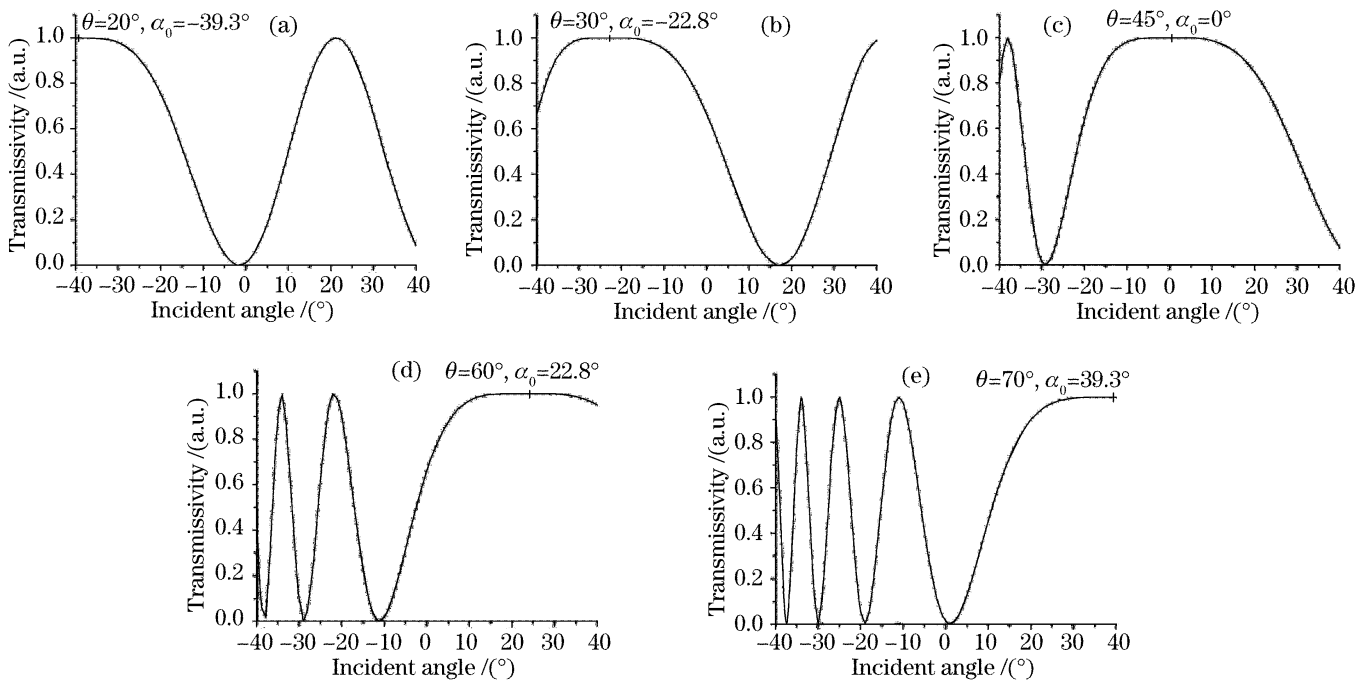 θ=20°, α₀=−39.3° (a)
Transmissivity /(a.u.)
1.0
0.8
0.6
0.4
0.2
0.0
−40 −30 −20 −10 0 10 20 30 40
Incident angle /(°)
θ=30°, α₀=−22.8° (b)
Transmissivity /(a.u.)
1.0
0.8
0.6
0.4
0.2
0.0
−40 −30 −20 −10 0 10 20 30 40
Incident angle /(°)
(c) θ=45°, α₀=0°
Transmissivity /(a.u.)
1.0
0.8
0.6
0.4
0.2
0.0
−40 −30 −20 −10 0 10 20 30 40
Incident angle /(°)
(d) θ=60°, α₀=22.8°
Transmissivity /(a.u.)
1.0
0.8
0.6
0.4
0.2
0.0
−40 −30 −20 −10 0 10 20 30 40
Incident angle /(°)
(e) θ=70°, α₀=39.3°
Transmissivity /(a.u.)
1.0
0.8
0.6
0.4
0.2
0.0
−40 −30 −20 −10 0 10 20 30 40
Incident angle /(°)